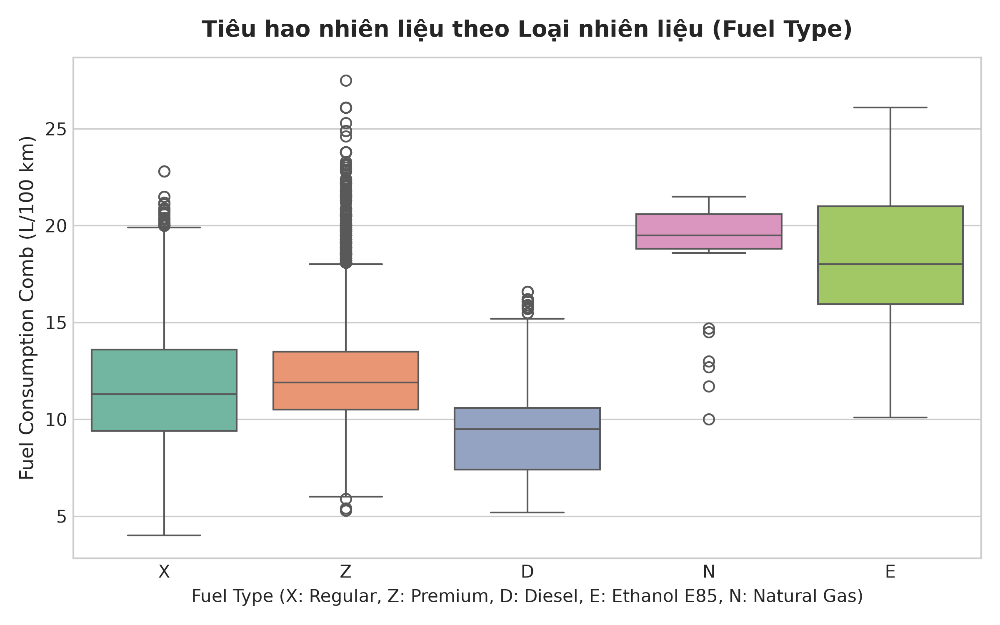 Tiêu hao nhiên liệu theo Loại nhiên liệu (Fuel Type)
Fuel Consumption Comb (L/100 km)
25
20
15
10
5
X
Z
D
N
E
Fuel Type (X: Regular, Z: Premium, D: Diesel, E: Ethanol E85, N: Natural Gas)